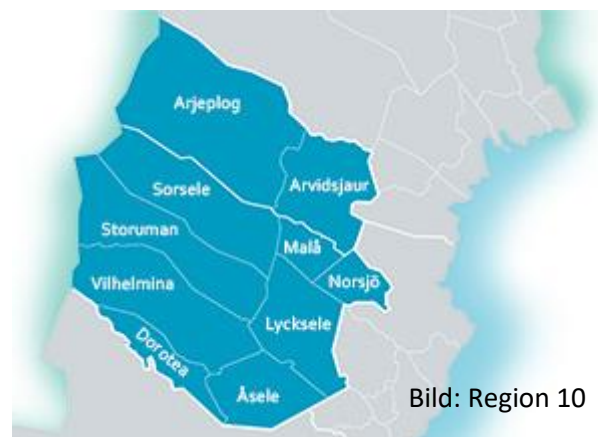 Arjeplog
Arvidsjaur
Sorsele
Storuman
Malå
Vilhelmina
Norsjö
Lycksele
Dorotea
Åsele
Bild: Region 10